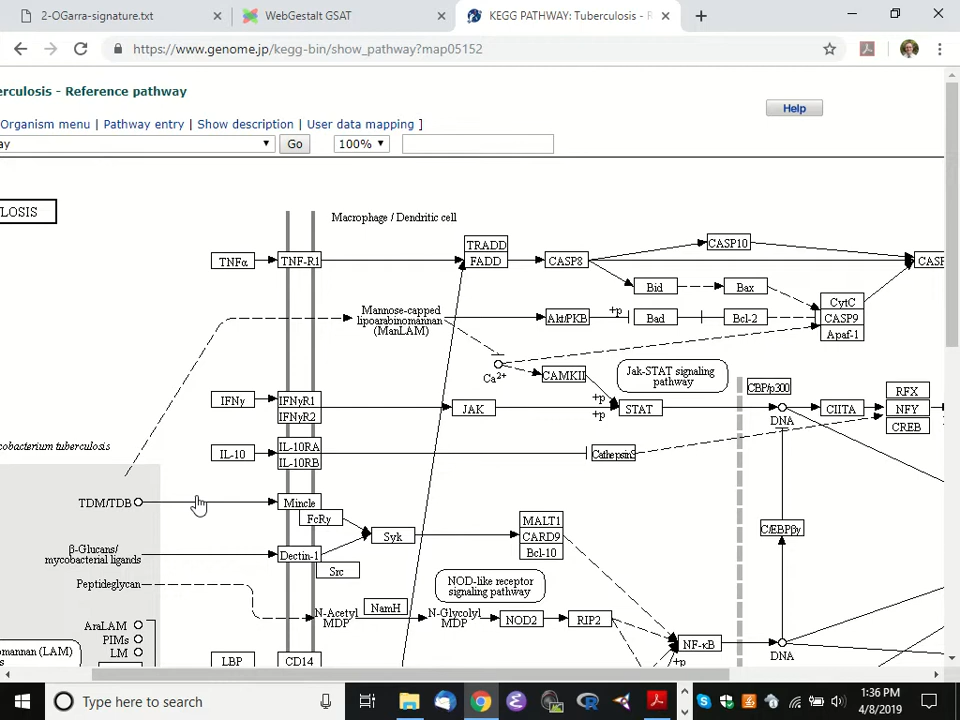 2-OGarra-signature.txt
WebGestalt GSAT
KEGG PATHWAY: Tuberculosis - R
https://www.genome.jp/kegg-bin/show_pathway?map05152
erculosis - Reference pathway
Help
Organism menu | Pathway entry | Show description | User data mapping ]
ay
Go
100%
LOSIS
Macrophage / Dendritic cell
TNFα
TNF-R1
TRADD
FADD
CASP8
CASP10
CASP
Bid
Bax
CytC
CASP9
Apaf-1
Mannose-capped
lipoarabinomannan
(ManLAM)
Akt/PKB
+p
Bad
Bcl-2
Ca2+
CAMKII
Jak-STAT signaling
pathway
+p
+p
CBP/p300
RFX
NFY
CREB
IFNγ
IFNγR1
IFNγR2
JAK
STAT
DNA
CIITA
IL-10
IL-10RA
IL-10RB
CathepsinS
cobacterium tuberculosis
TDM/TDB
Mincle
FcRγ
Syk
MALT1
CARD9
Bcl-10
C/EBPβγ
β-Glucans/
mycobacterial ligands
Dectin-1
Src
Peptideglycan
NOD-like receptor
signaling pathway
N-Acetyl
MDP
NamH
N-Glycolyl
MDP
NOD2
RIP2
AraLAM
PIMs
LM
omannan (LAM)
NF-κB
+p
DNA
LBP
CD14
Type here to search
1:36 PM
4/8/2019